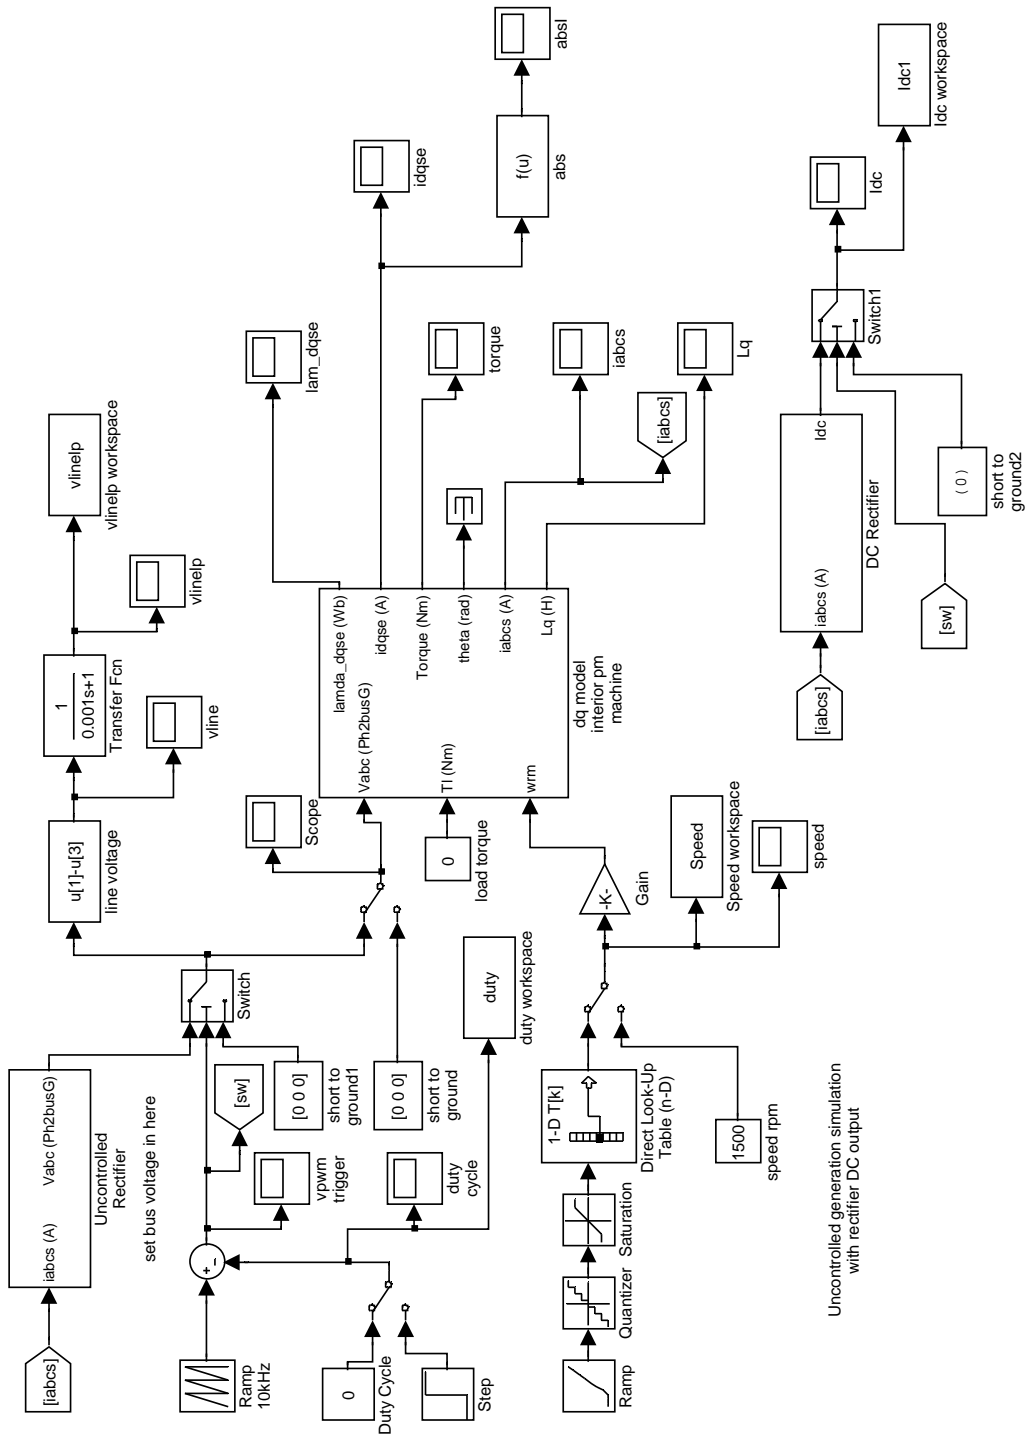 [iabcs]
iabcs (A)
Vabc (Ph2busG)
Uncontrolled
Rectifier
set bus voltage in here
Ramp
10kHz
+
-
[sw]
vpwm
trigger
Switch
[0 0 0]
short to
ground1
[0 0 0]
short to
ground
0
Duty Cycle
Step
duty
cycle
duty
duty workspace
u[1]-u[3]
line voltage
1
0.001s+1
Transfer Fcn
vline
vlinelp
vlinelp
vlinelp workspace
Scope
0
load torque
Vabc (Ph2busG)
Tl (Nm)
wrm
lamda_dqse (Wb)
idqse (A)
Torque (Nm)
theta (rad)
iabcs (A)
Lq (H)
dq model
interior pm
machine
lam_dqse
idqse
f(u)
abs
absI
torque
iabcs
[iabcs]
Lq
Ramp
Quantizer
Saturation
1-D T[k]
Direct Look-Up
Table (n-D)
1500
speed rpm
-K-
Gain
Speed
Speed workspace
speed
[iabcs]
iabcs (A)
Idc
DC Rectifier
[sw]
( 0 )
short to
ground2
Switch1
Idc
Idc1
Idc workspace
Uncontrolled generation simulation
with rectifier DC output